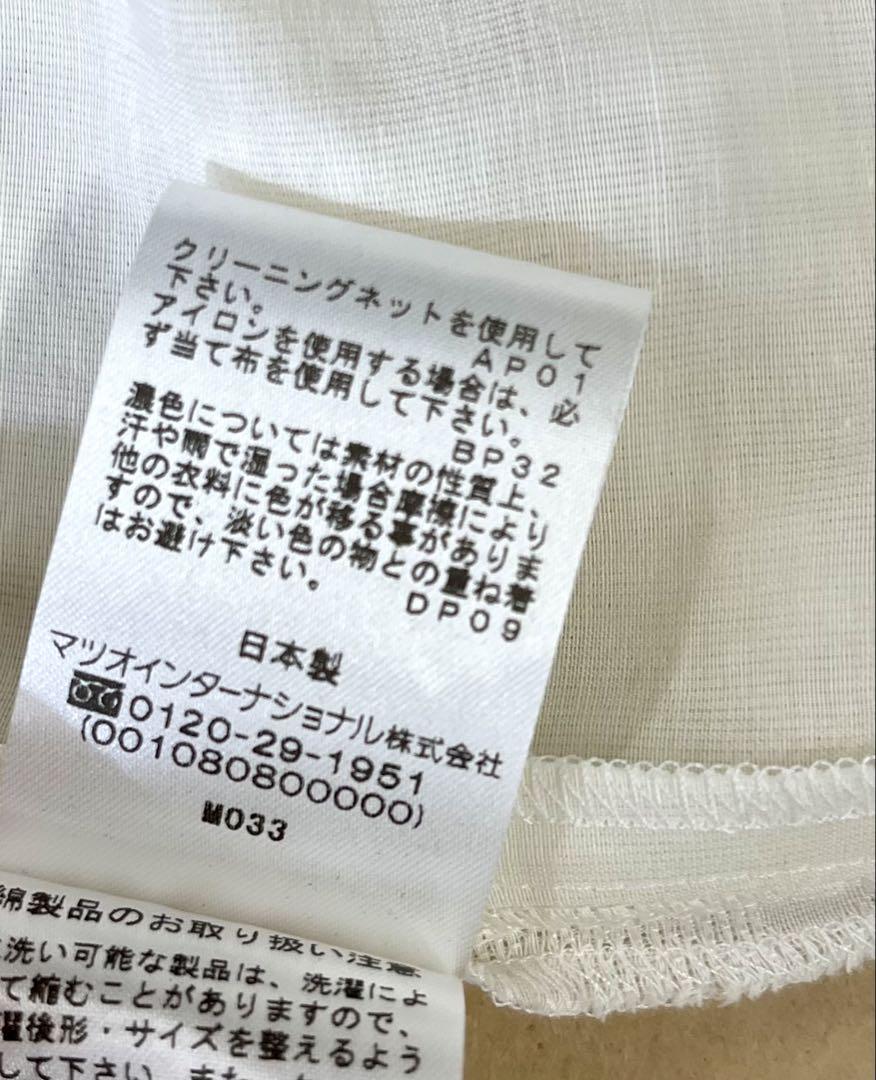 クリーニングネットを使用して
下さい。 AP01
アイロンを使用する場合は、必
ず当て布を使用して下さい。
BP32
濃色については素材の性質上、
汗や雨で湿った場合摩擦により
他の衣料に色が移る事がありま
すので、淡い色の物との重ね着
はお避け下さい。 DP09
日本製
マツオインターナショナル株式会社
0120-29-1951
(001080800000)
M033
綿製品のお取り扱い注意
洗い可能な製品は、洗濯によ
て縮むことがありますので、
濯後形・サイズを整えるよう
して下さい。また